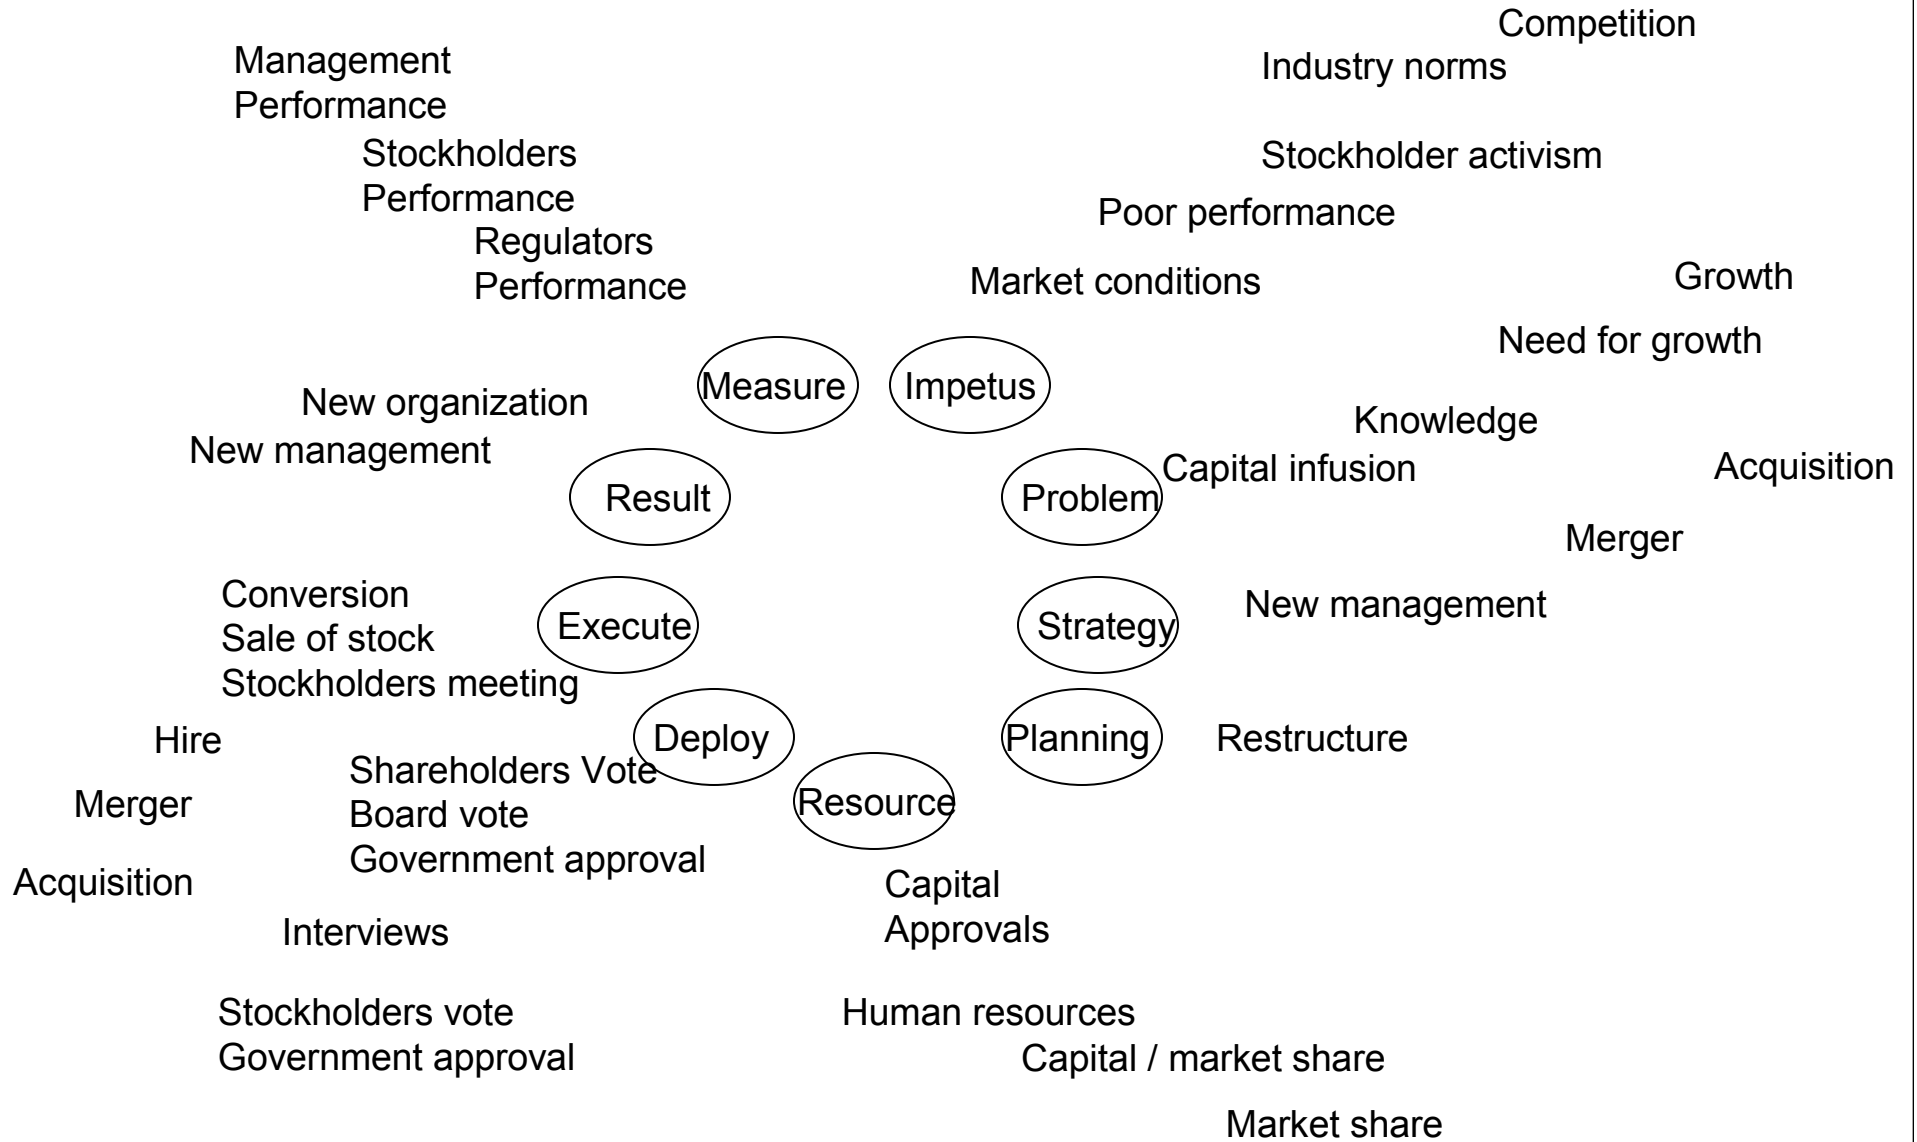 Competition
Management
Performance
Industry norms
Stockholders
Performance
Stockholder activism
Poor performance
Regulators
Performance
Market conditions
Growth
Need for growth
Measure
Impetus
New organization
New management
Knowledge
Capital infusion
Acquisition
Result
Problem
Merger
Conversion
Sale of stock
Stockholders meeting
Execute
Strategy
New management
Hire
Deploy
Planning
Restructure
Shareholders Vote
Board vote
Government approval
Merger
Resource
Acquisition
Capital
Approvals
Interviews
Stockholders vote
Government approval
Human resources
Capital / market share
Market share